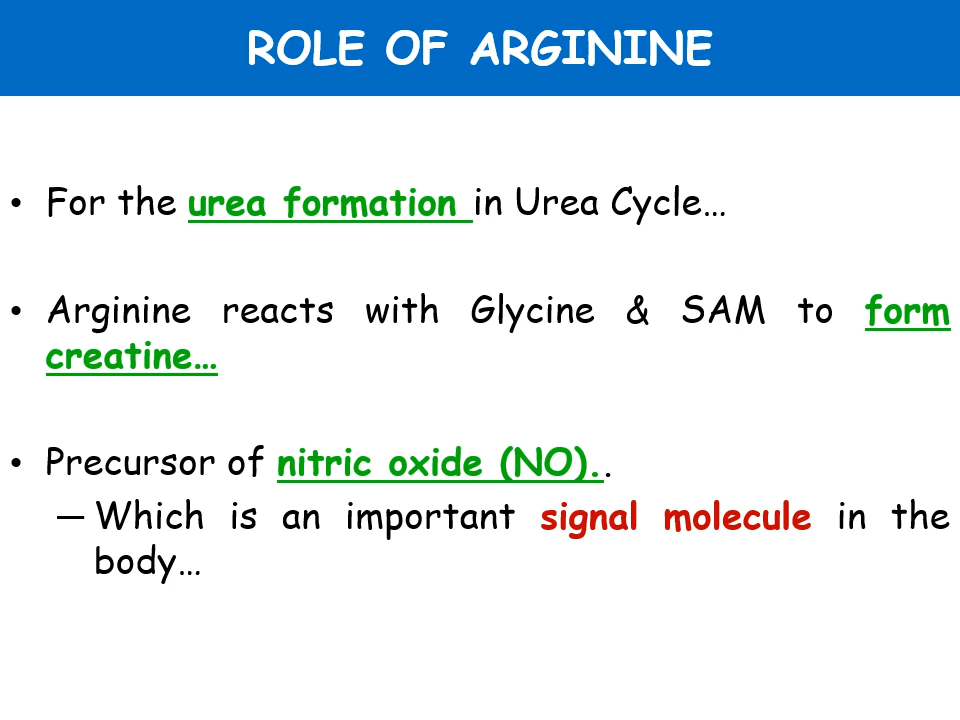 ROLE OF ARGININE
• For the urea formation in Urea Cycle…
• Arginine reacts with Glycine & SAM to form
creatine…
• Precursor of nitric oxide (NO)..
– Which is an important signal molecule in the
body…